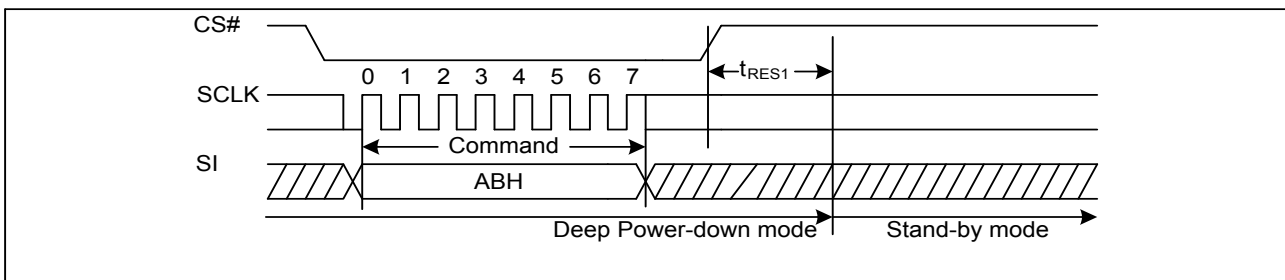 CS#
tRES1
0 1 2 3 4 5 6 7
SCLK
Command
SI
ABH
Deep Power-down mode Stand-by mode